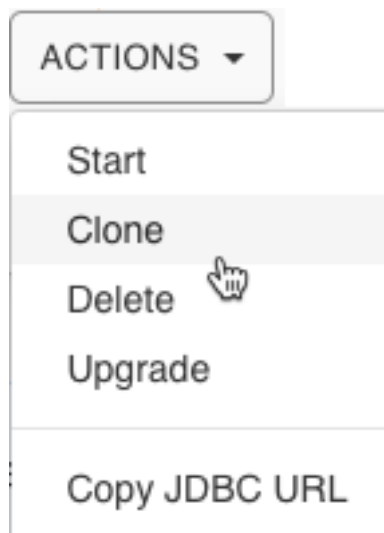 ACTIONS
Start
Clone
Delete
Upgrade
Copy JDBC URL